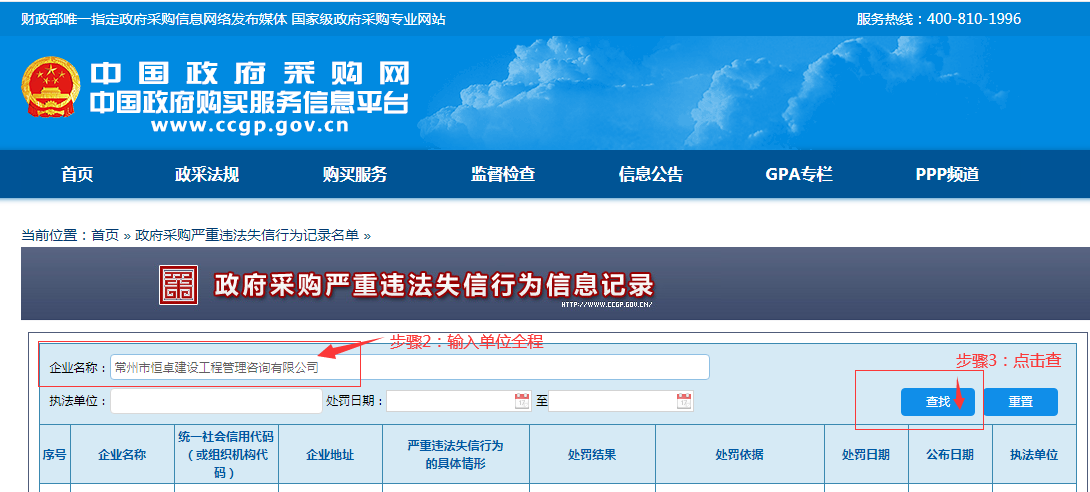 财政部唯一指定政府采购信息网络发布媒体 国家级政府采购专业网站
服务热线：400-810-1996
中国政府采购网
中国政府购买服务信息平台
www.ccgp.gov.cn
首页 政采法规 购买服务 监督检查 信息公告 GPA专栏 PPP频道
当前位置：首页 » 政府采购严重违法失信行为记录名单 »
政府采购严重违法失信行为信息记录
HTTP://WWW.CCGP.GOV.CN/
步骤2：输入单位全程
企业名称：常州市恒卓建设工程管理咨询有限公司
步骤3：点击查
执法单位： 处罚日期： 至
查找 重置
序号 企业名称 统一社会信用代码（或组织机构代码） 企业地址 严重违法失信行为的具体情形 处罚结果 处罚依据 处罚日期 公布日期 执法单位